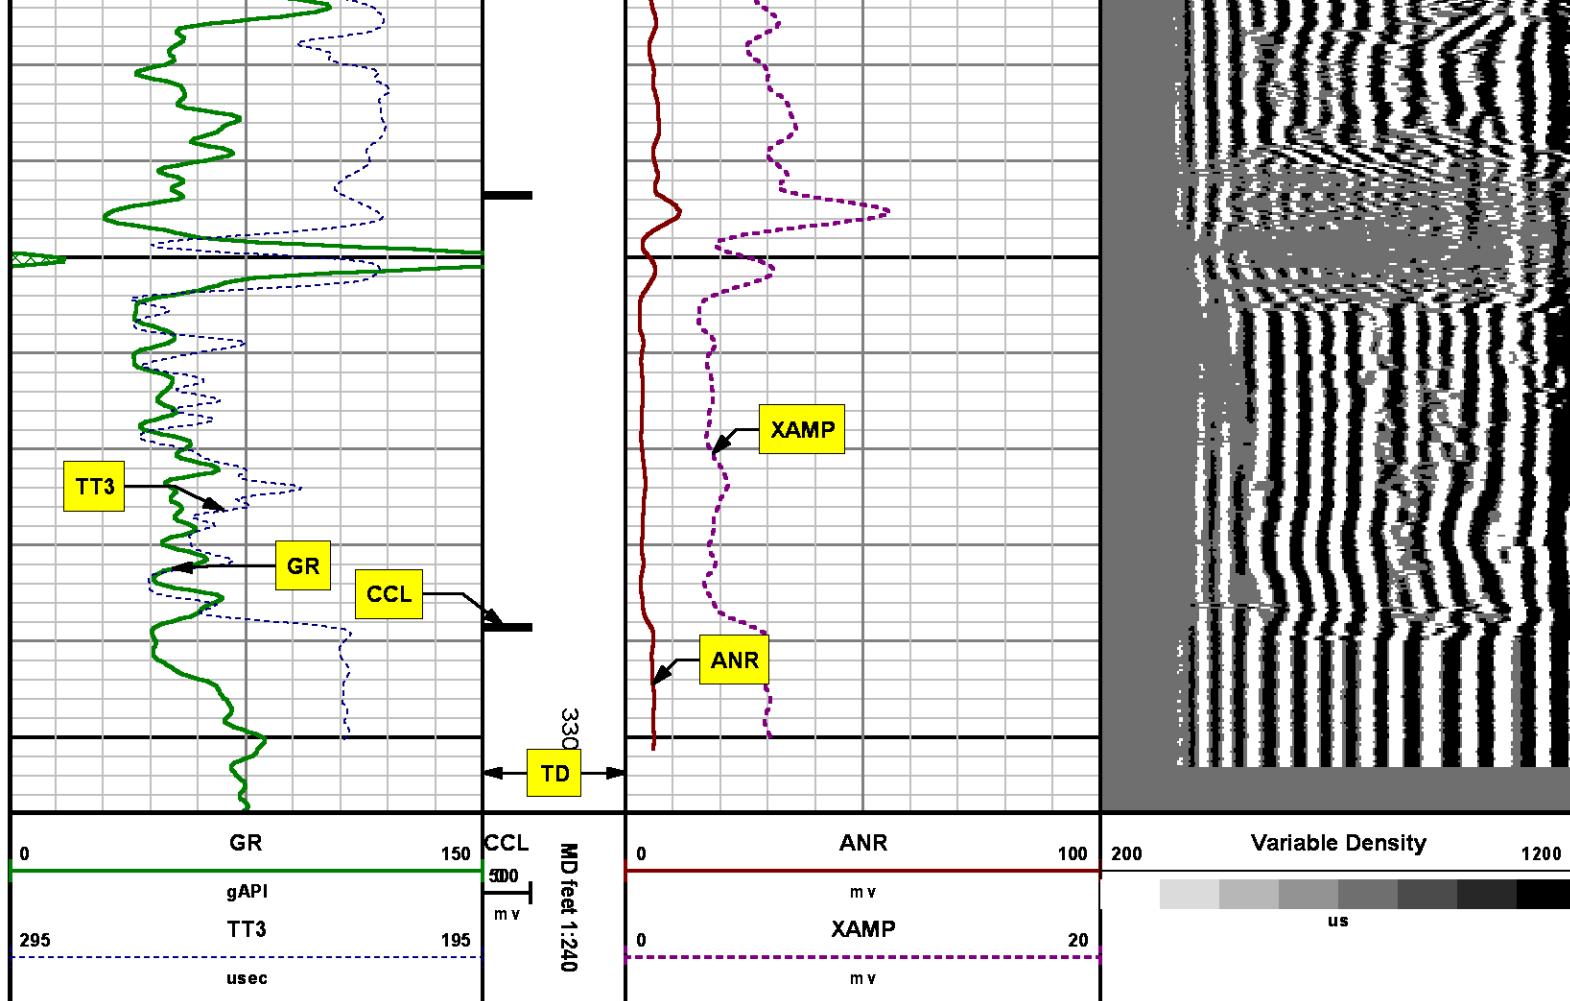 XAMP
TT3
GR
CCL
ANR
330
TD
GR
0
150
gAPI
TT3
295
195
usec
CCL
mv
MD feet 1:240
ANR
0
100
mv
XAMP
0
20
mv
Variable Density
200
1200
us